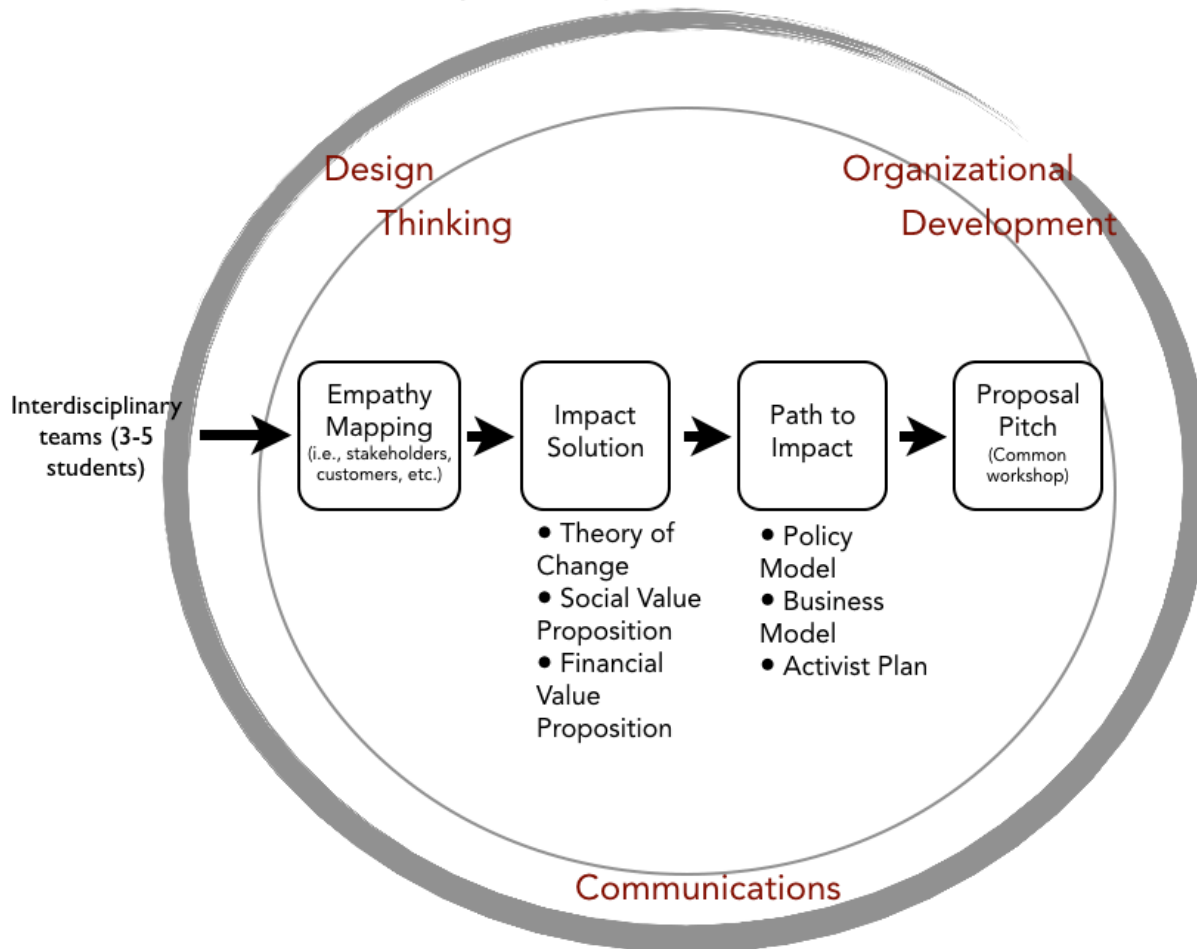 Design
Thinking
Organizational
Development
Interdisciplinary
teams (3-5
students)
Empathy
Mapping
(i.e., stakeholders,
customers, etc.)
Impact
Solution
Path to
Impact
Proposal
Pitch
(Common
workshop)
• Theory of
Change
• Social Value
Proposition
• Financial
Value
Proposition
• Policy
Model
• Business
Model
• Activist Plan
Communications